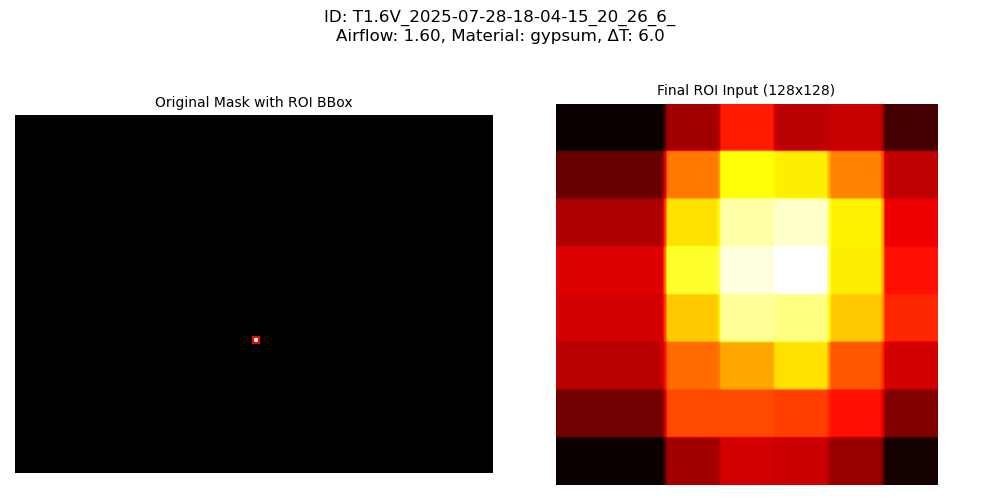 ID: T1.6V_2025-07-28-18-04-15_20_26_6_
Airflow: 1.60, Material: gypsum, ΔT: 6.0
Original Mask with ROI BBox
Final ROI Input (128x128)